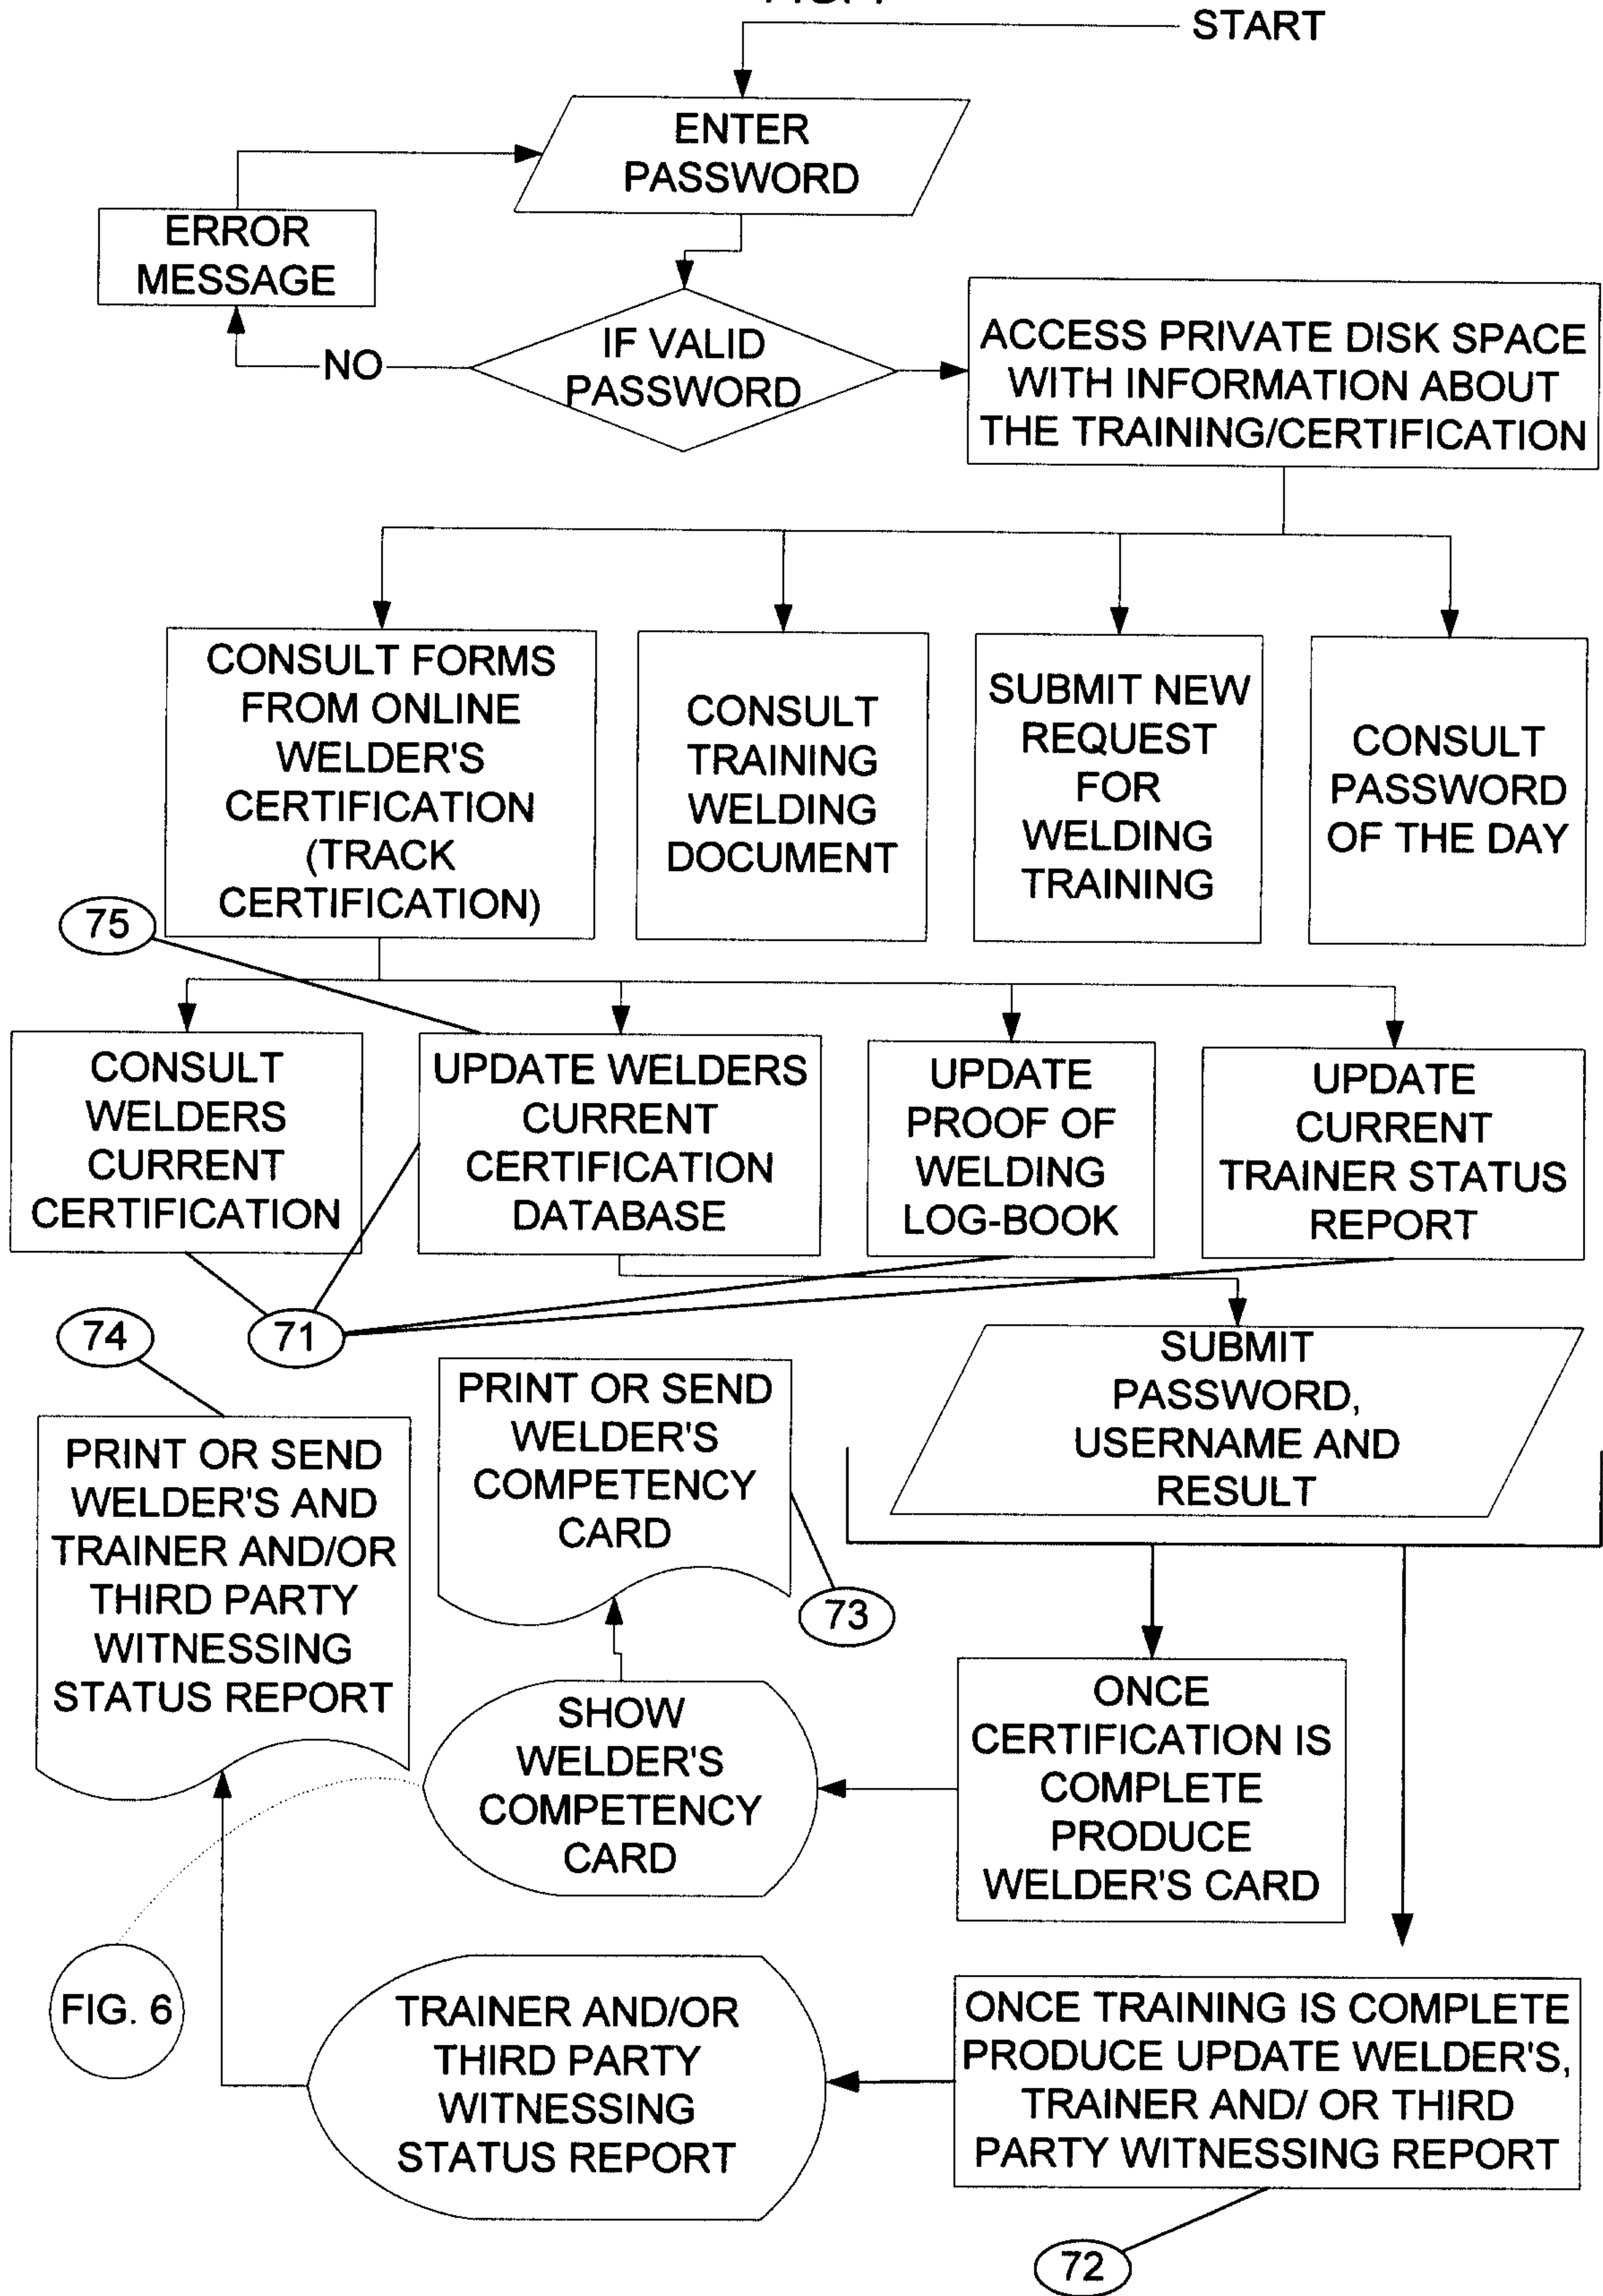 START
ENTER
PASSWORD
ERROR
MESSAGE
IF VALID
PASSWORD
NO
ACCESS PRIVATE DISK SPACE
WITH INFORMATION ABOUT
THE TRAINING/CERTIFICATION
CONSULT FORMS
FROM ONLINE
WELDER'S
CERTIFICATION
(TRACK
CERTIFICATION)
CONSULT
TRAINING
WELDING
DOCUMENT
SUBMIT NEW
REQUEST
FOR
WELDING
TRAINING
CONSULT
PASSWORD
OF THE DAY
75
CONSULT
WELDERS
CURRENT
CERTIFICATION
UPDATE WELDERS
CURRENT
CERTIFICATION
DATABASE
UPDATE
PROOF OF
WELDING
LOG-BOOK
UPDATE
CURRENT
TRAINER STATUS
REPORT
74
71
SUBMIT
PASSWORD,
USERNAME AND
RESULT
PRINT OR SEND
WELDER'S
COMPETENCY
CARD
PRINT OR SEND
WELDER'S AND
TRAINER AND/OR
THIRD PARTY
WITNESSING
STATUS REPORT
73
SHOW
WELDER'S
COMPETENCY
CARD
ONCE
CERTIFICATION IS
COMPLETE
PRODUCE
WELDER'S CARD
FIG. 6
TRAINER AND/OR
THIRD PARTY
WITNESSING
STATUS REPORT
ONCE TRAINING IS COMPLETE
PRODUCE UPDATE WELDER'S,
TRAINER AND/ OR THIRD
PARTY WITNESSING REPORT
72